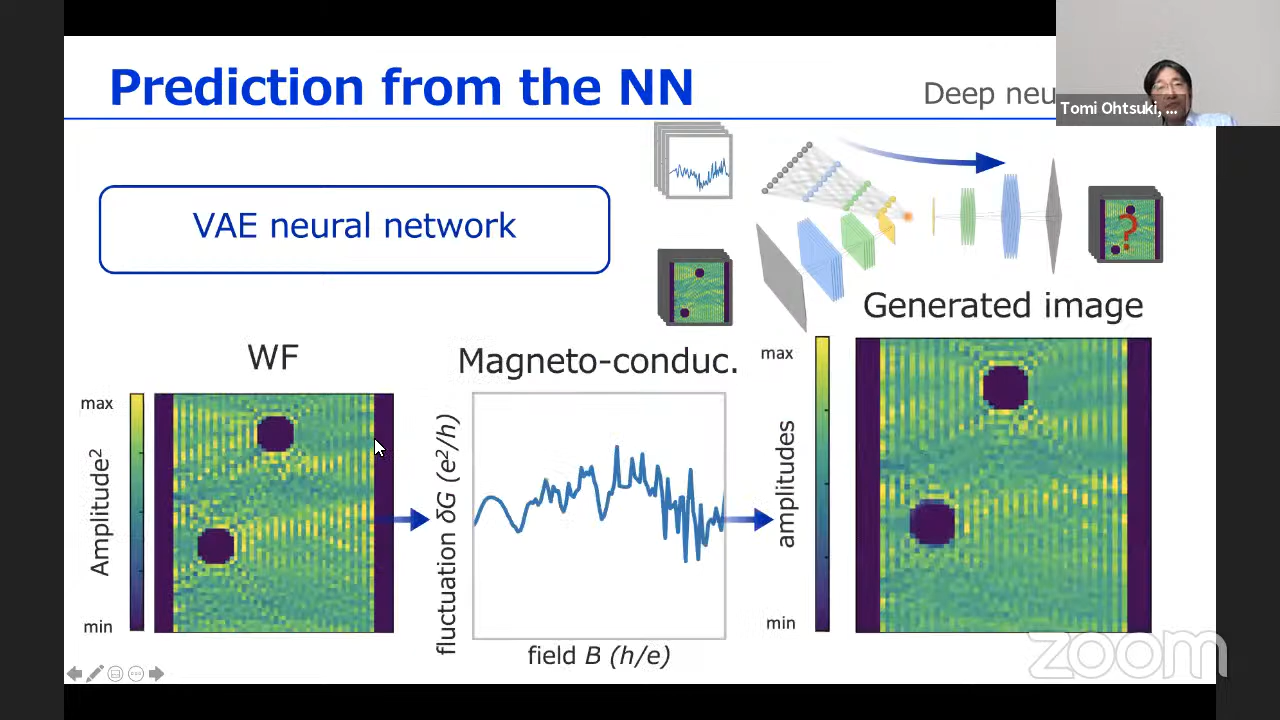 Prediction from the NN
Deep neu
Tomi Ohtsuki, ...
VAE neural network
?
Generated image
WF
Magneto-conduc.
max
Amplitude²
min
fluctuation δG (e²/h)
field B (h/e)
max
amplitudes
min
zoom